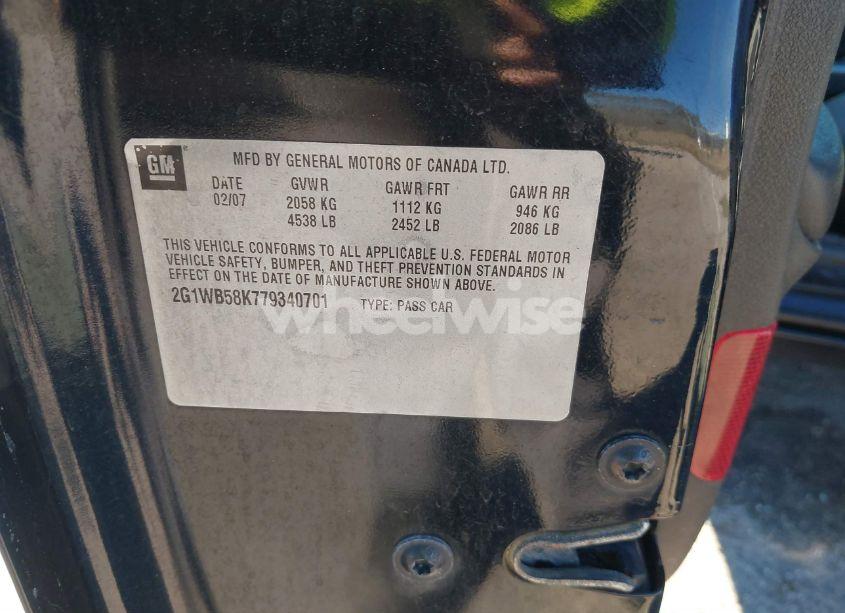 GM
MFD BY GENERAL MOTORS OF CANADA LTD.
DATE GVWR GAWR FRT GAWR RR
02/07 2058 KG 1112 KG 946 KG
4538 LB 2452 LB 2086 LB
THIS VEHICLE CONFORMS TO ALL APPLICABLE U.S. FEDERAL MOTOR
VEHICLE SAFETY, BUMPER, AND THEFT PREVENTION STANDARDS IN
EFFECT ON THE DATE OF MANUFACTURE SHOWN ABOVE.
2G1WB58K779340701 TYPE: PASS CAR
wheelwise